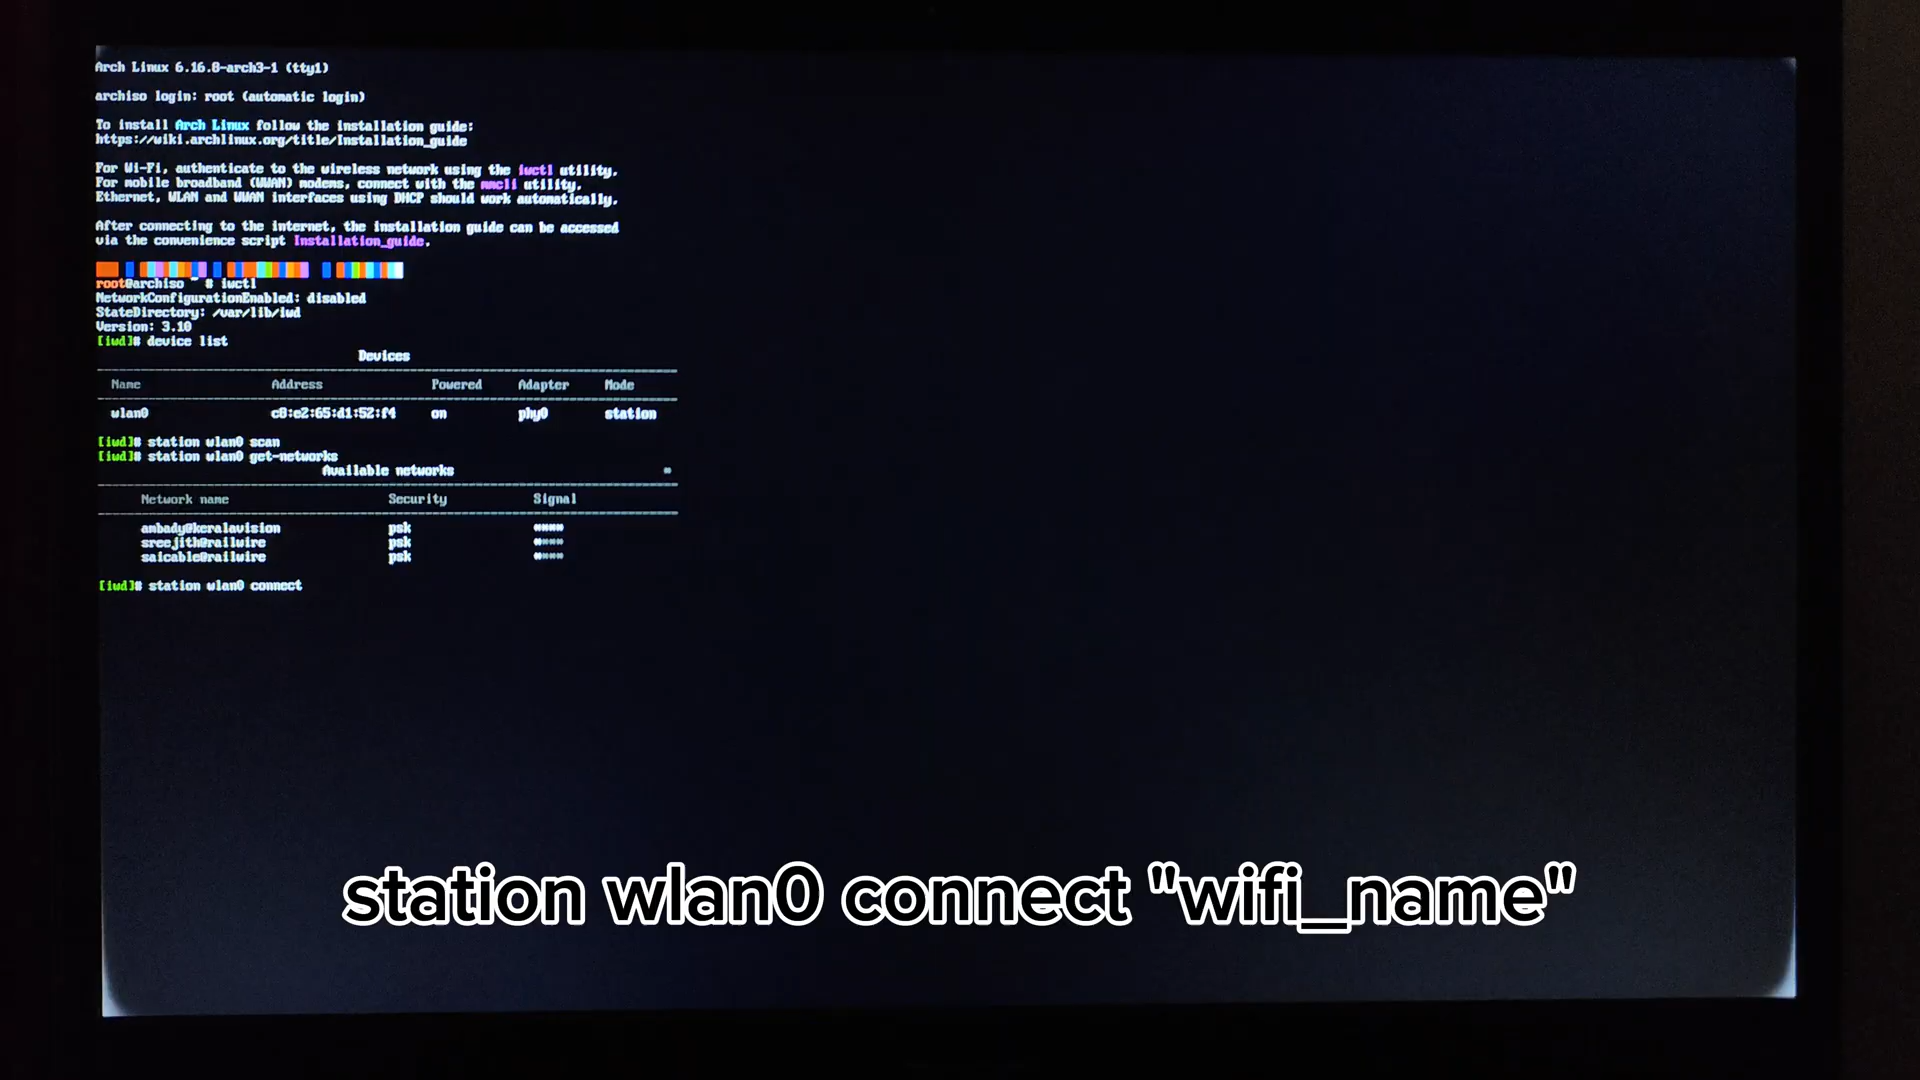 Arch Linux 6.16.8-arch3-1 (tty1)
archiso login: root (automatic login)
To install Arch Linux follow the installation guide:
https://wiki.archlinux.org/title/Installation_guide
For Wi-Fi, authenticate to the wireless network using the iwctl utility.
For mobile broadband (WWAN) modems, connect with the mmcli utility.
Ethernet, WLAN and WWAN interfaces using DHCP should work automatically.
After connecting to the internet, the installation guide can be accessed
via the convenience script Installation_guide.
root@archiso ~ # iwctl
NetworkConfigurationEnabled: disabled
StateDirectory: /var/lib/iwd
Version: 3.10
[iwd]# device list
Devices
Name Address Powered Adapter Mode
wlan0 c8:e2:65:d1:52:f4 on phy0 station
[iwd]# station wlan0 scan
[iwd]# station wlan0 get-networks
Available networks *
Network name Security Signal
ambady@keralavision psk ****
sreejith@railwire psk ****
saicable@railwire psk ****
[iwd]# station wlan0 connect
station wlan0 connect "wifi_name"